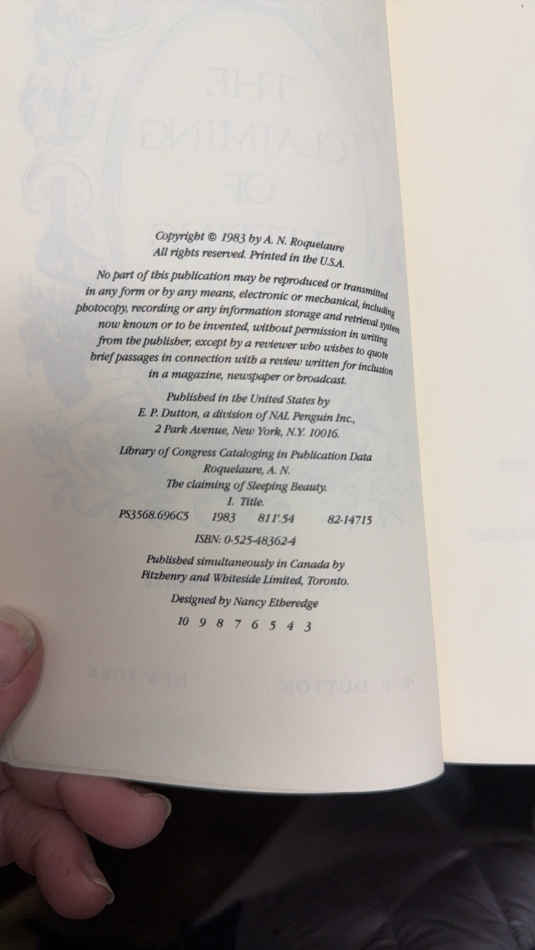 Copyright © 1983 by A. N. Roquelaure
All rights reserved. Printed in the U.S.A.
No part of this publication may be reproduced or transmitted
in any form or by any means, electronic or mechanical, including
photocopy, recording or any information storage and retrieval system
now known or to be invented, without permission in writing
from the publisher, except by a reviewer who wishes to quote
brief passages in connection with a review written for inclusion
in a magazine, newspaper or broadcast.
Published in the United States by
E. P. Dutton, a division of NAL Penguin Inc.,
2 Park Avenue, New York, N.Y. 10016.
Library of Congress Cataloging in Publication Data
Roquelaure, A. N.
The claiming of Sleeping Beauty.
I. Title.
PS3568.696C5 1983 811'.54 82-14715
ISBN: 0-525-48362-4
Published simultaneously in Canada by
Fitzhenry and Whiteside Limited, Toronto.
Designed by Nancy Etheredge
10 9 8 7 6 5 4 3